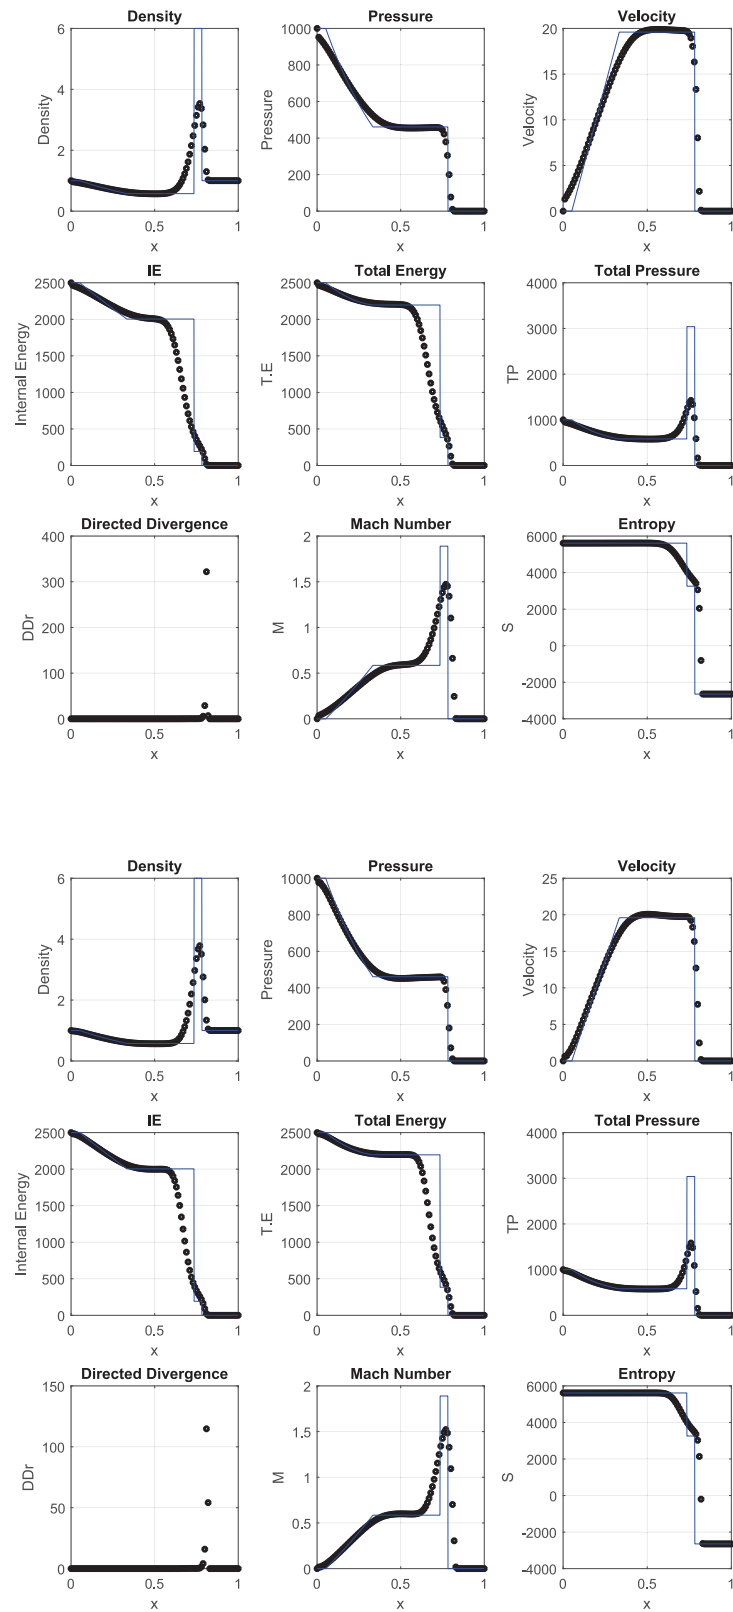 Density Pressure Velocity
6 1000 20
800
4 15
600
10
400
2
200 5
0 0 0
0 0.5 1 0 0.5 1 0 0.5 1
Density Pressure Velocity
x x x
IE Total Energy Total Pressure
2500 2500 4000
2000 2000 3000
1500 1500
2000
1000 1000
1000
500 500
0 0 0
0 0.5 1 0 0.5 1 0 0.5 1
Internal Energy T.E TP
x x x
Directed Divergence Mach Number Entropy
400 2 6000
300 1.5 4000
2000
200 1
0
100 0.5 -2000
0 0 -4000
0 0.5 1 0 0.5 1 0 0.5 1
DDr M S
x x x
Density Pressure Velocity
6 1000 25
800 20
4
600 15
400 10
2
200 5
0 0 0
0 0.5 1 0 0.5 1 0 0.5 1
Density Pressure Velocity
x x x
IE Total Energy Total Pressure
2500 2500 4000
2000 2000 3000
1500 1500
2000
1000 1000
1000
500 500
0 0 0
0 0.5 1 0 0.5 1 0 0.5 1
Internal Energy T.E TP
x x x
Directed Divergence Mach Number Entropy
150 2 6000
1.5 4000
100
2000
1
0
50
0.5 -2000
0 0 -4000
0 0.5 1 0 0.5 1 0 0.5 1
DDr M S
x x x